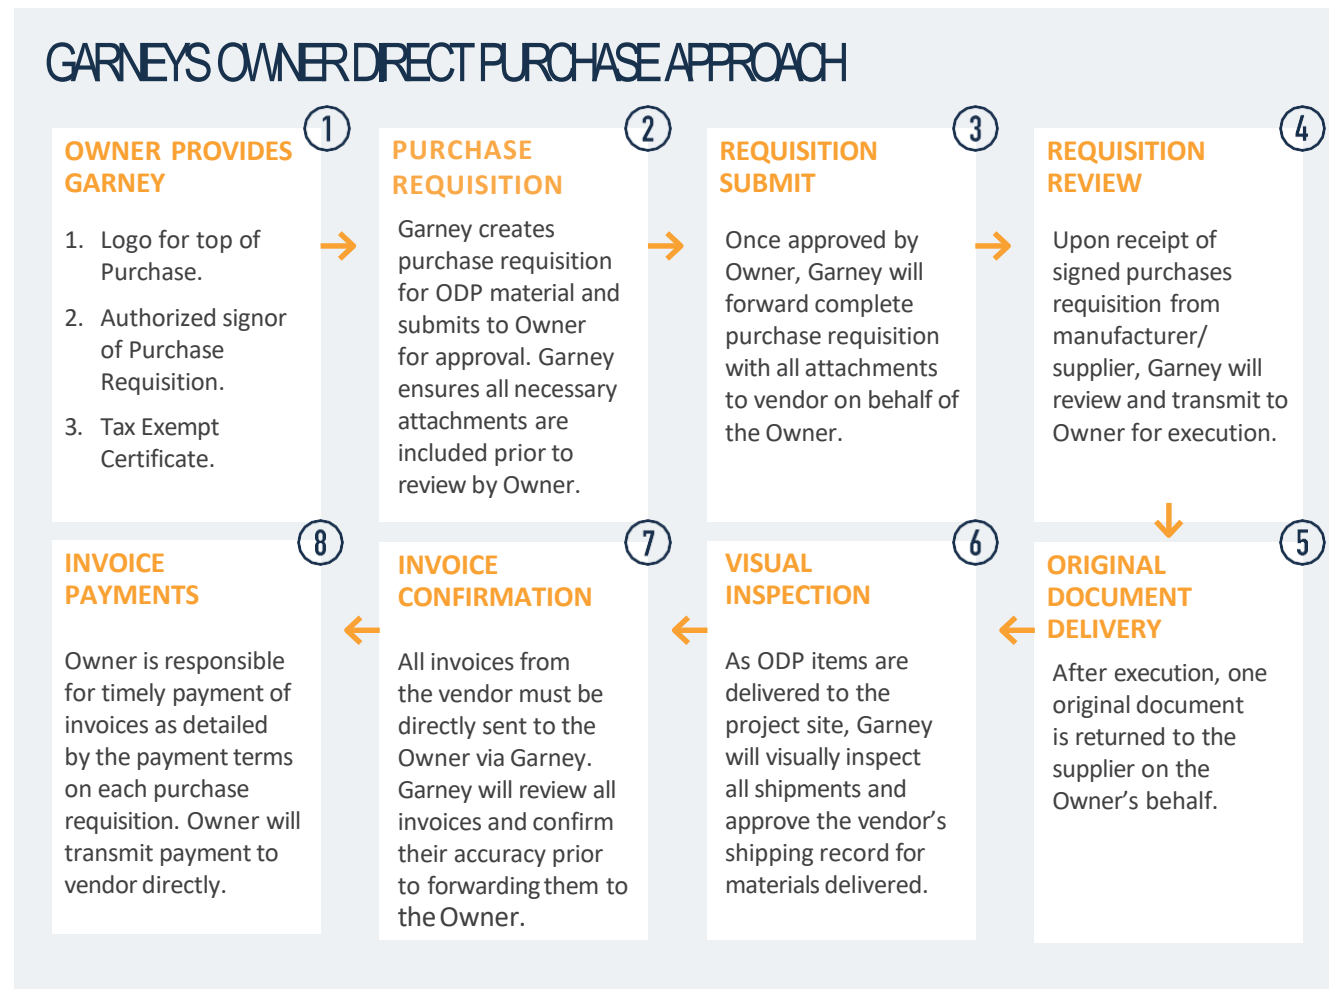 GARNEYS OWNER DIRECT PURCHASE APPROACH
1
OWNER PROVIDES
GARNEY
1. Logo for top of
Purchase.
2. Authorized signor
of Purchase
Requisition.
3. Tax Exempt
Certificate.
2
PURCHASE
REQUISITION
Garney creates
purchase requisition
for ODP material and
submits to Owner
for approval. Garney
ensures all necessary
attachments are
included prior to
review by Owner.
3
REQUISITION
SUBMIT
Once approved by
Owner, Garney will
forward complete
purchase requisition
with all attachments
to vendor on behalf of
the Owner.
4
REQUISITION
REVIEW
Upon receipt of
signed purchases
requisition from
manufacturer/
supplier, Garney will
review and transmit to
Owner for execution.
5
ORIGINAL
DOCUMENT
DELIVERY
After execution, one
original document
is returned to the
supplier on the
Owner’s behalf.
6
VISUAL
INSPECTION
As ODP items are
delivered to the
project site, Garney
will visually inspect
all shipments and
approve the vendor’s
shipping record for
materials delivered.
7
INVOICE
CONFIRMATION
All invoices from
the vendor must be
directly sent to the
Owner via Garney.
Garney will review all
invoices and confirm
their accuracy prior
to forwarding them to
the Owner.
8
INVOICE
PAYMENTS
Owner is responsible
for timely payment of
invoices as detailed
by the payment terms
on each purchase
requisition. Owner will
transmit payment to
vendor directly.